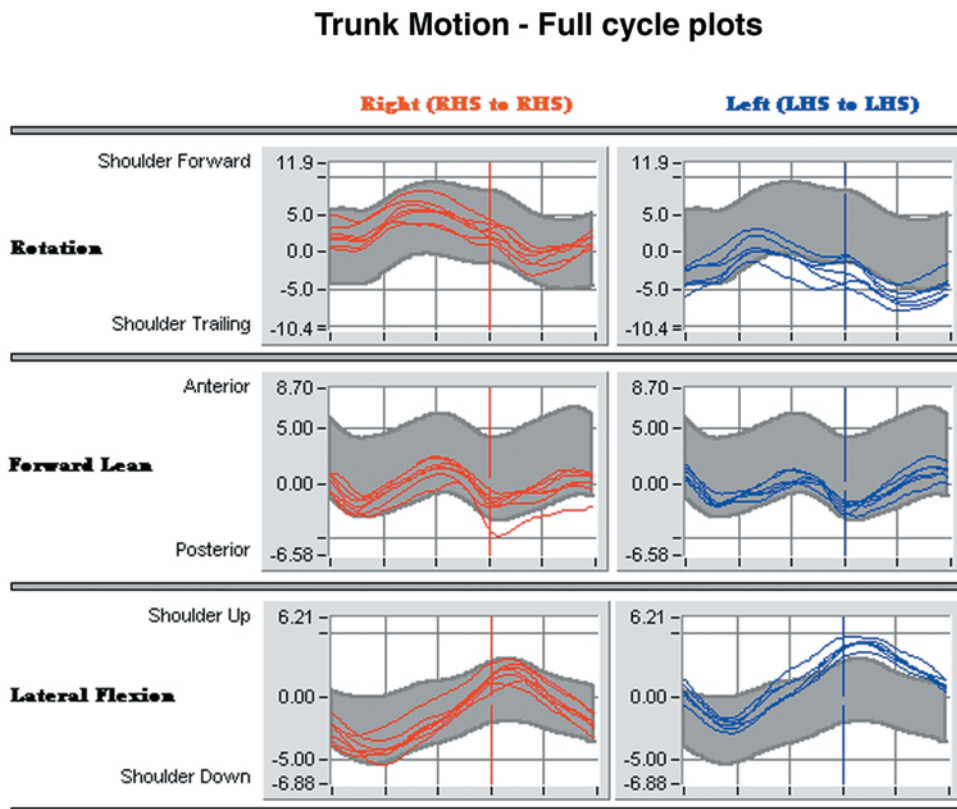 Trunk Motion - Full cycle plots
Right (RHS to RHS) Left (LHS to LHS)
Shoulder Forward
11.9
5.0
0.0
-5.0
-10.4
11.9
5.0
0.0
-5.0
-10.4
Rotation
Shoulder Trailing
Anterior
8.70
5.00
0.00
-6.58
8.70
5.00
0.00
-6.58
Forward Lean
Posterior
Shoulder Up
6.21
0.00
-5.00
-6.88
6.21
0.00
-5.00
-6.88
Lateral Flexion
Shoulder Down